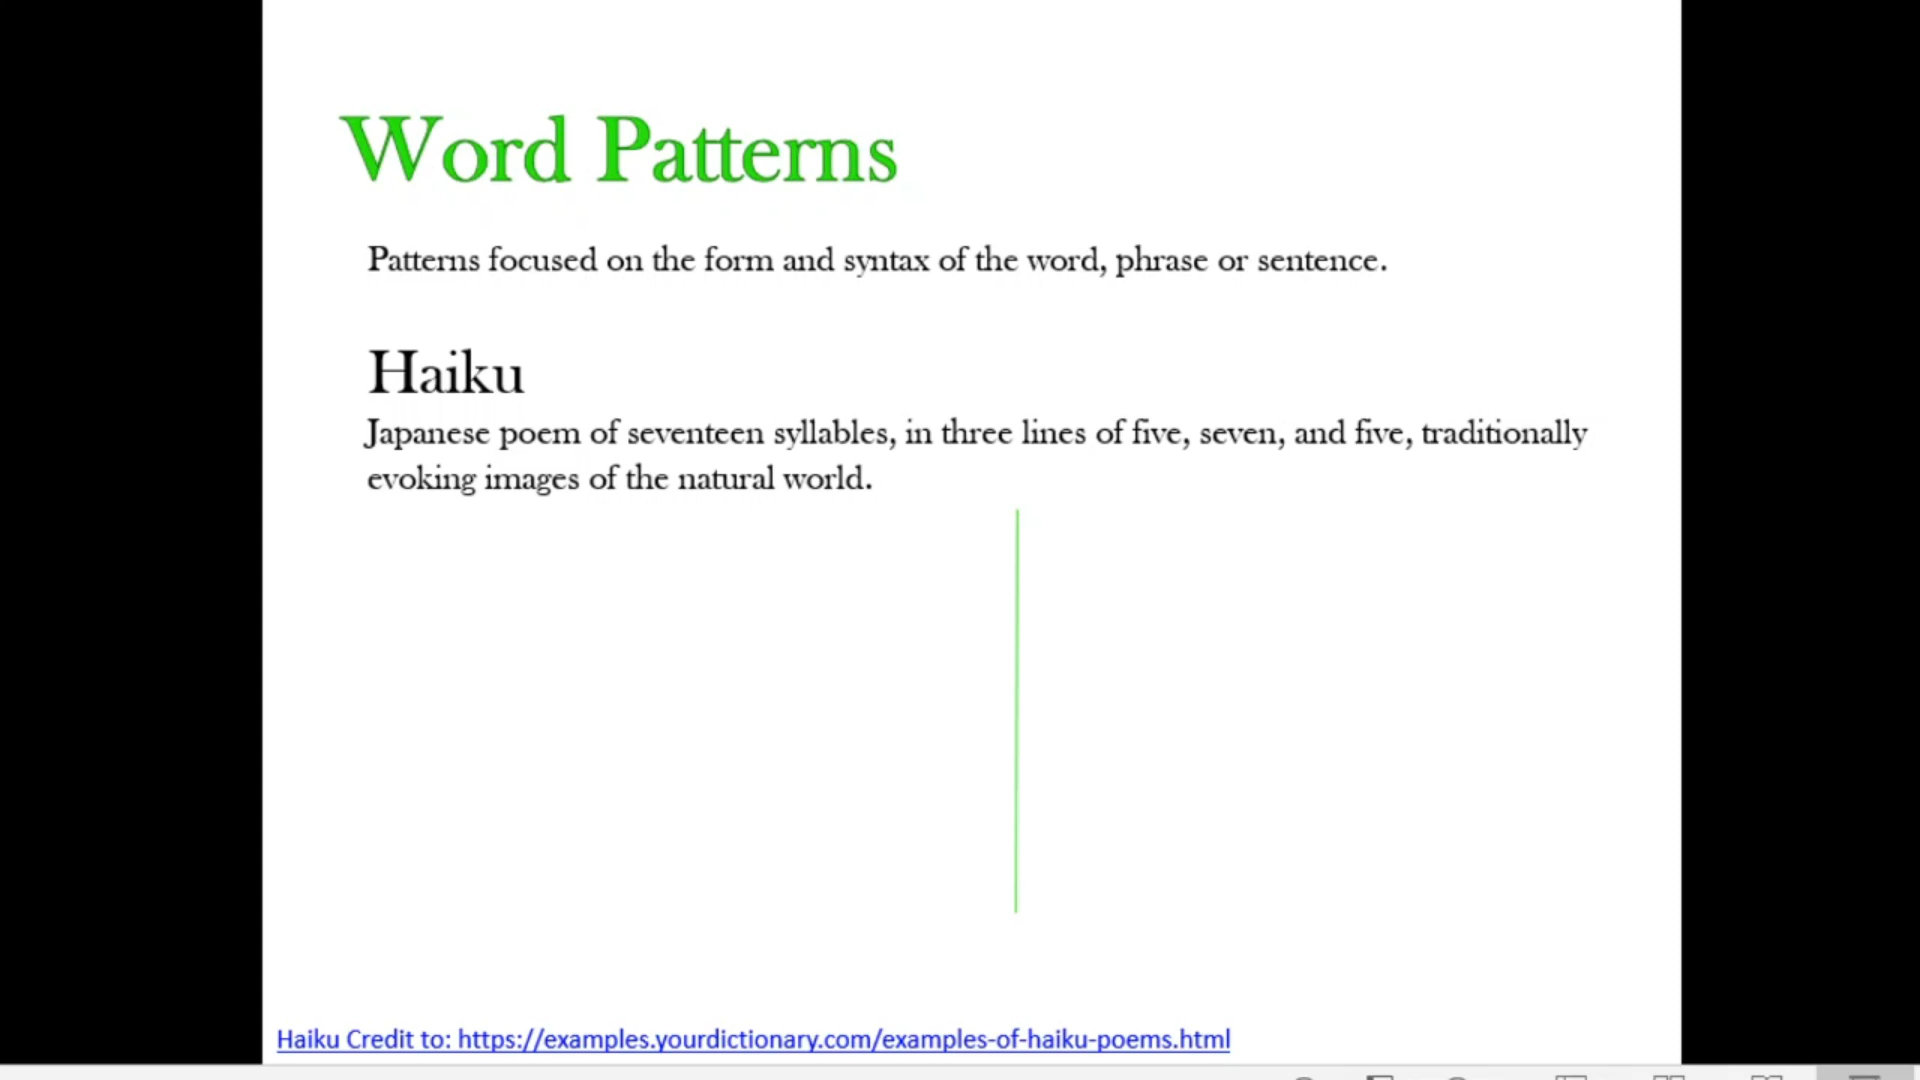 Word Patterns
Patterns focused on the form and syntax of the word, phrase or sentence.
Haiku
Japanese poem of seventeen syllables, in three lines of five, seven, and five, traditionally
evoking images of the natural world.
Haiku Credit to: https://examples.yourdictionary.com/examples-of-haiku-poems.html